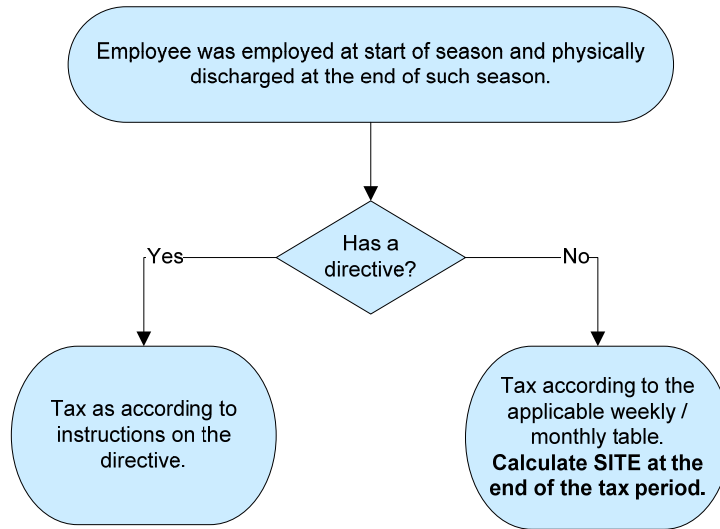 Employee was employed at start of season and physically
discharged at the end of such season.
Has a
directive?
Yes
No
Tax as according to
instructions on the
directive.
Tax according to the
applicable weekly /
monthly table.
Calculate SITE at the
end of the tax period.